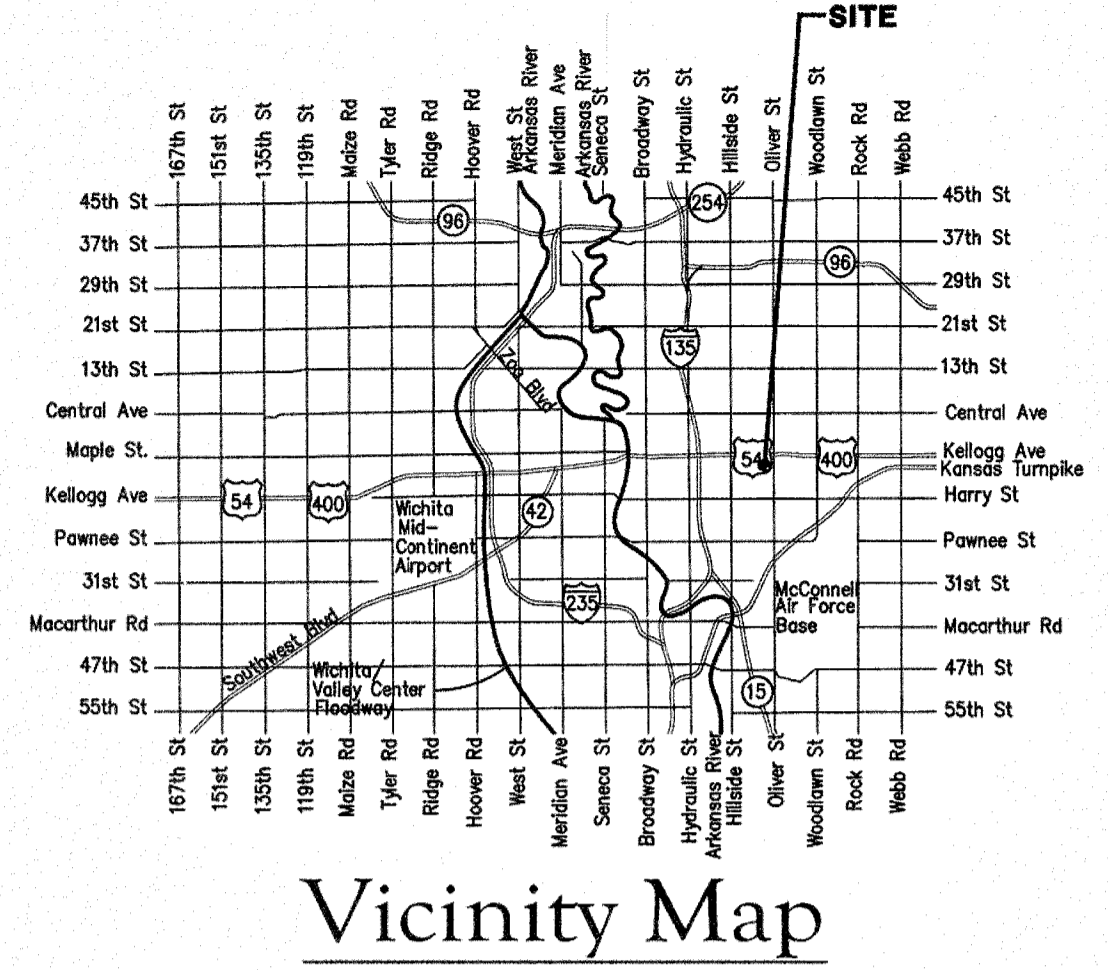 SITE
167th St
151st St
135th St
119th St
Maize Rd
Tyler Rd
Ridge Rd
Hoover Rd
West St
Arkansas River
Meridian Ave
Arkansas River
Seneca St
Broadway St
Hydraulic St
Hillside St
Oliver St
Woodlawn St
Rock Rd
Webb Rd
45th St
45th St
254
96
37th St
37th St
96
29th St
29th St
21st St
21st St
135
Zoo Blvd
13th St
13th St
Central Ave
Central Ave
Maple St.
54
400
Kellogg Ave
Kansas Turnpike
Kellogg Ave
54
400
Harry St
Wichita
Mid-
Continent
Airport
42
Pawnee St
Pawnee St
31st St
31st St
235
McConnell
Air Force
Base
Macarthur Rd
Macarthur Rd
Southwest Blvd
47th St
47th St
Wichita/
Valley Center
Floodway
15
55th St
55th St
167th St
151st St
135th St
119th St
Maize Rd
Tyler Rd
Ridge Rd
Hoover Rd
West St
Meridian Ave
Seneca St
Broadway St
Hydraulic St
Arkansas River
Hillside St
Oliver St
Woodlawn St
Rock Rd
Webb Rd
Vicinity Map